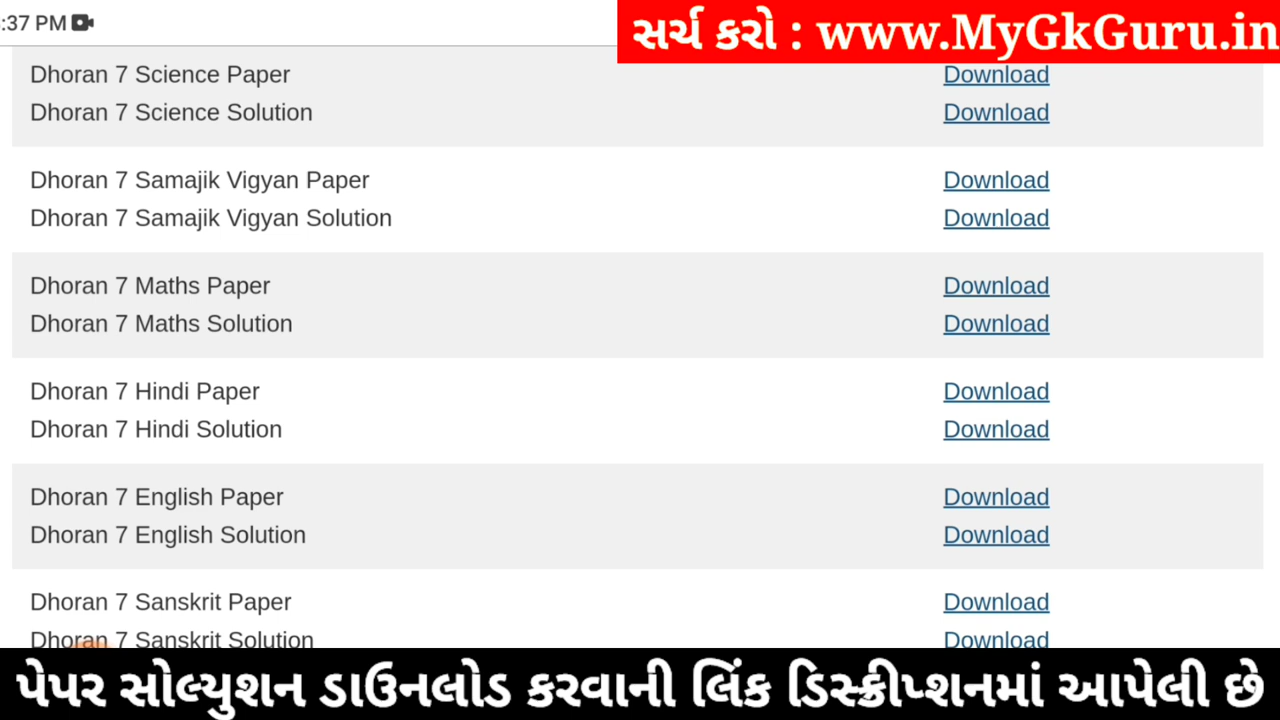 :37 PM
સર્ચ કરો : www.MyGkGuru.in
Dhoran 7 Science Paper Download
Dhoran 7 Science Solution Download
Dhoran 7 Samajik Vigyan Paper Download
Dhoran 7 Samajik Vigyan Solution Download
Dhoran 7 Maths Paper Download
Dhoran 7 Maths Solution Download
Dhoran 7 Hindi Paper Download
Dhoran 7 Hindi Solution Download
Dhoran 7 English Paper Download
Dhoran 7 English Solution Download
Dhoran 7 Sanskrit Paper Download
Dhoran 7 Sanskrit Solution Download
પેપર સોલ્યુશન ડાઉનલોડ કરવાની લિંક ડિસ્ક્રીપ્શનમાં આપેલી છે